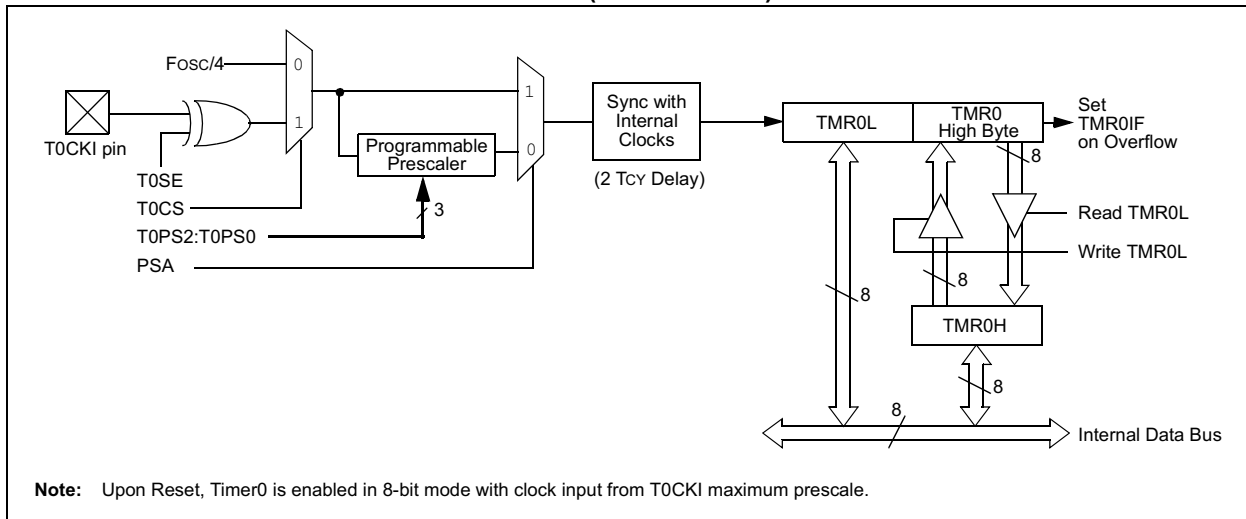 Fosc/4
0
1
T0CKI pin
T0SE
T0CS
T0PS2:T0PS0
PSA
Programmable
Prescaler
3
1
0
Sync with
Internal
Clocks
(2 TCY Delay)
TMR0L
TMR0
High Byte
Set
TMR0IF
on Overflow
8
Read TMR0L
Write TMR0L
8
8
TMR0H
8
8
Internal Data Bus
Note: Upon Reset, Timer0 is enabled in 8-bit mode with clock input from T0CKI maximum prescale.